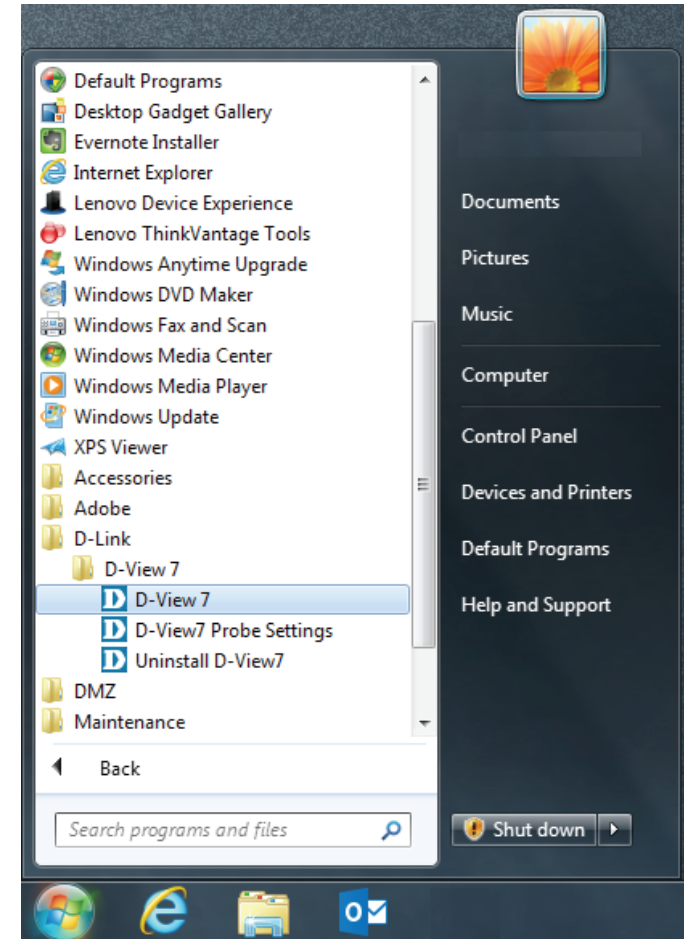 Default Programs
Desktop Gadget Gallery
Evernote Installer
Internet Explorer
Lenovo Device Experience
Lenovo ThinkVantage Tools
Windows Anytime Upgrade
Windows DVD Maker
Windows Fax and Scan
Windows Media Center
Windows Media Player
Windows Update
XPS Viewer
Accessories
Adobe
D-Link
D-View 7
D-View 7
D-View7 Probe Settings
Uninstall D-View7
DMZ
Maintenance
Back
Search programs and files
Documents
Pictures
Music
Computer
Control Panel
Devices and Printers
Default Programs
Help and Support
Shut down